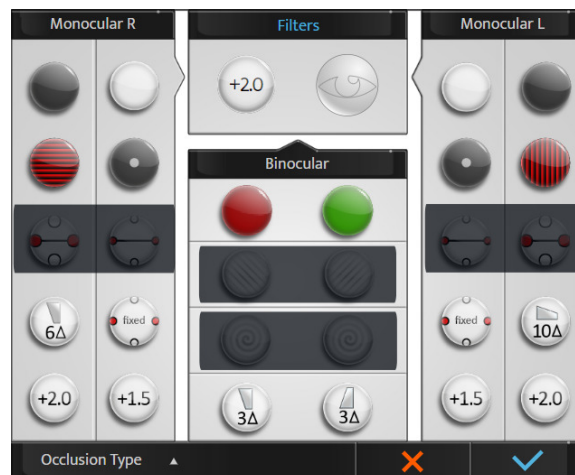 Monocular R
Filters
Monocular L
+2.0
Binocular
6Δ
fixed
fixed
10Δ
+2.0
+1.5
3Δ
3Δ
+1.5
+2.0
Occlusion Type ▲